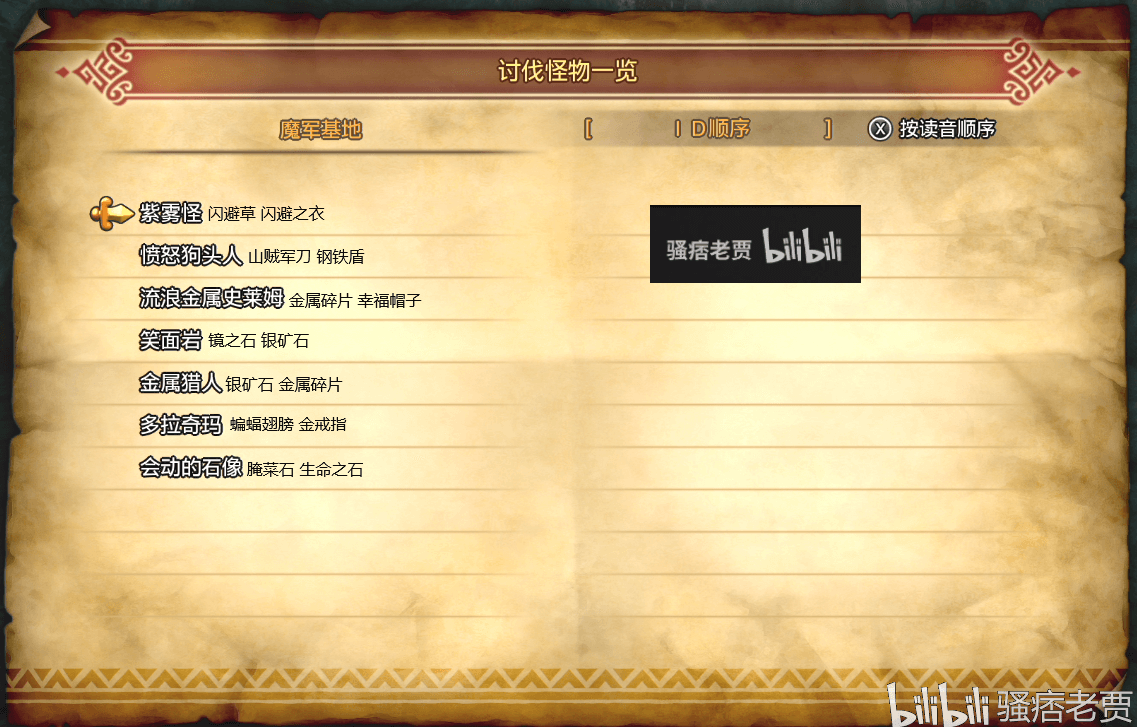 讨伐怪物一览
魔军基地
[ ID顺序 ]
X 按读音顺序
紫雾怪 闪避草 闪避之衣
愤怒狗头人 山贼军刀 钢铁盾
流浪金属史莱姆 金属碎片 幸福帽子
笑面岩 镜之石 银矿石
金属猎人 银矿石 金属碎片
多拉奇玛 蝙蝠翅膀 金戒指
会动的石像 腌菜石 生命之石
骚痞老贾 bilibili
bilibili 骚痞老贾